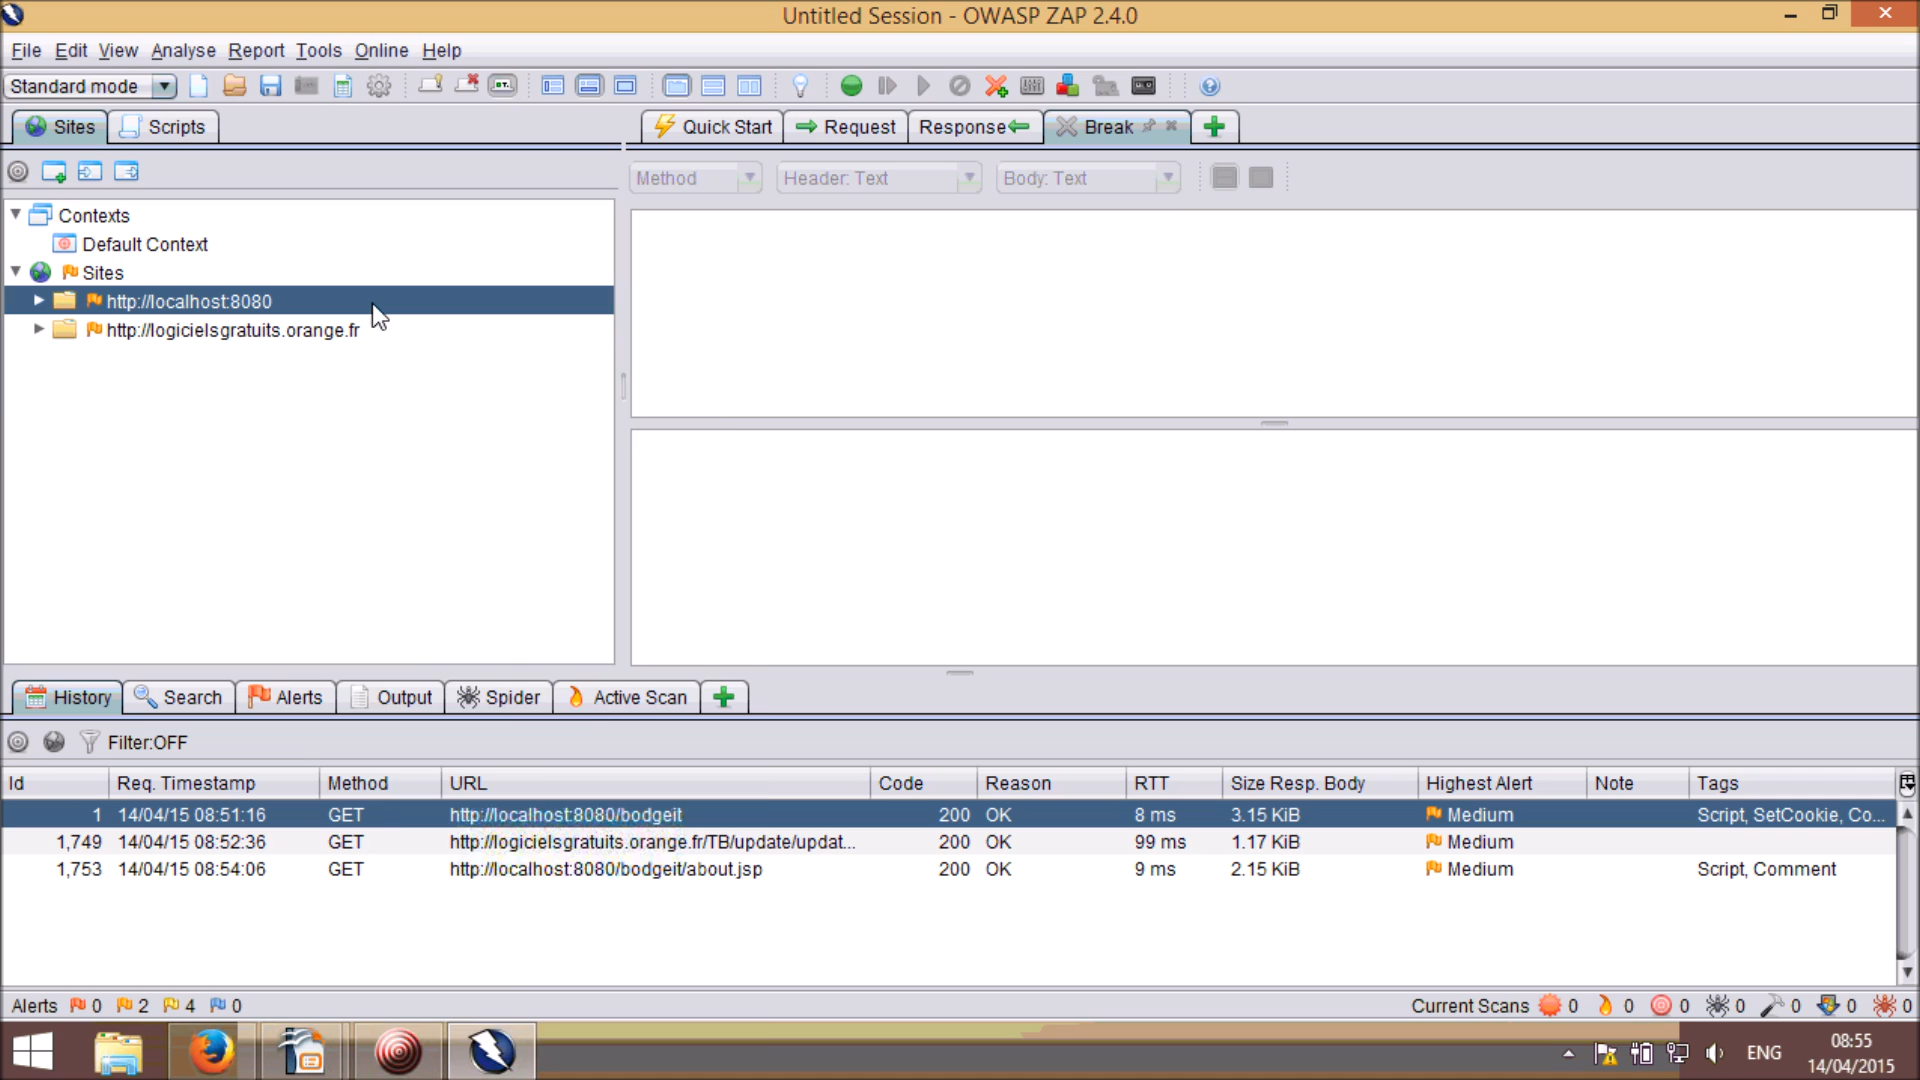 Untitled Session - OWASP ZAP 2.4.0
File Edit View Analyse Report Tools Online Help
Standard mode
Sites Scripts
Quick Start Request Response Break
Method Header: Text Body: Text
Contexts
Default Context
Sites
http://localhost:8080
http://logicielsgratuits.orange.fr
History Search Alerts Output Spider Active Scan
Filter:OFF
Id Req. Timestamp Method URL Code Reason RTT Size Resp. Body Highest Alert Note Tags
1 14/04/15 08:51:16 GET http://localhost:8080/bodgeit 200 OK 8 ms 3.15 KiB Medium Script, SetCookie, Co...
1,749 14/04/15 08:52:36 GET http://logicielsgratuits.orange.fr/TB/update/updat... 200 OK 99 ms 1.17 KiB Medium
1,753 14/04/15 08:54:06 GET http://localhost:8080/bodgeit/about.jsp 200 OK 9 ms 2.15 KiB Medium Script, Comment
Alerts 0 2 4 0 Current Scans 0 0 0 0 0 0 0
ENG 08:55
14/04/2015